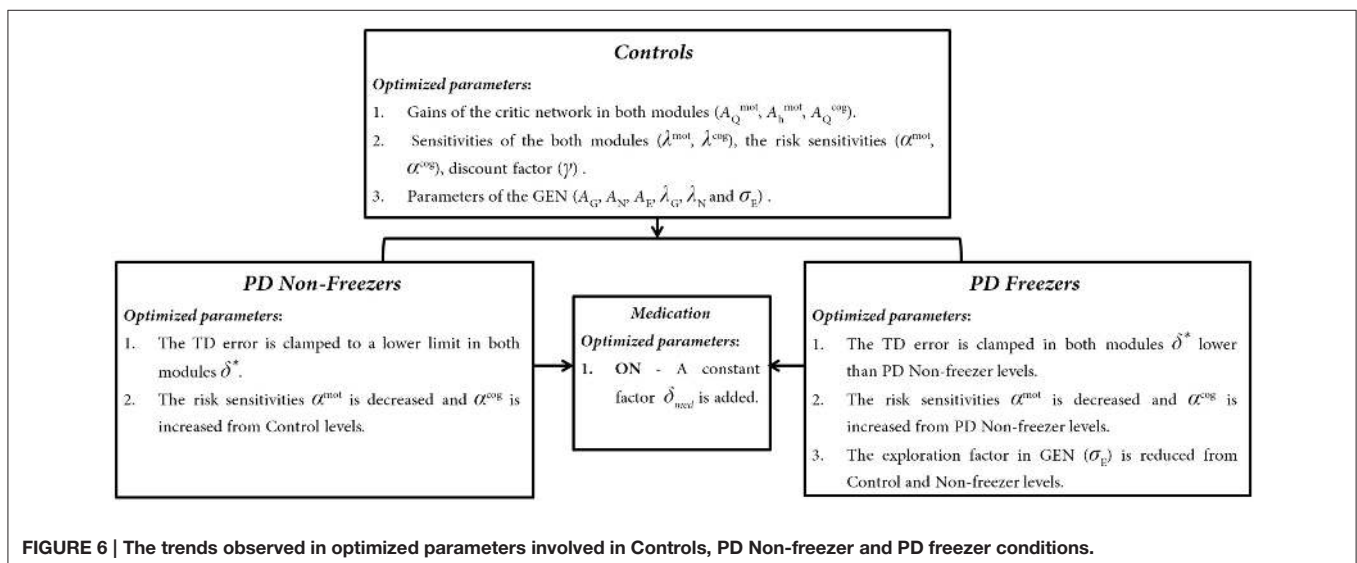 Controls
Optimized parameters:
1. Gains of the critic network in both modules (A_Q^mot, A_h^mot, A_Q^cog).
2. Sensitivities of the both modules (λ^mot, λ^cog), the risk sensitivities (α^mot,
α^cog), discount factor (γ) .
3. Parameters of the GEN (A_G, A_N, A_E, λ_G, λ_N and σ_E) .
PD Non-Freezers
Optimized parameters:
1. The TD error is clamped to a lower limit in both
modules δ*.
2. The risk sensitivities α^mot is decreased and α^cog is
increased from Control levels.
Medication
Optimized parameters:
1. ON - A constant
factor δ_med is added.
PD Freezers
Optimized parameters:
1. The TD error is clamped in both modules δ* lower
than PD Non-freezer levels.
2. The risk sensitivities α^mot is decreased and α^cog is
increased from PD Non-freezer levels.
3. The exploration factor in GEN (σ_E) is reduced from
Control and Non-freezer levels.
FIGURE 6 | The trends observed in optimized parameters involved in Controls, PD Non-freezer and PD freezer conditions.